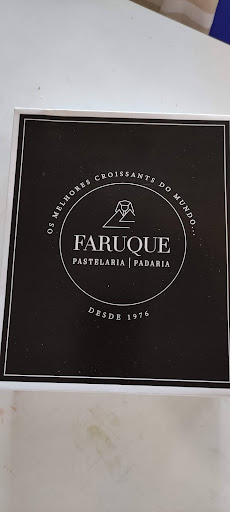 OS MELHORES CROISSANTS DO MUNDO...
FARUQUE
PASTELARIA | PADARIA
DESDE 1976